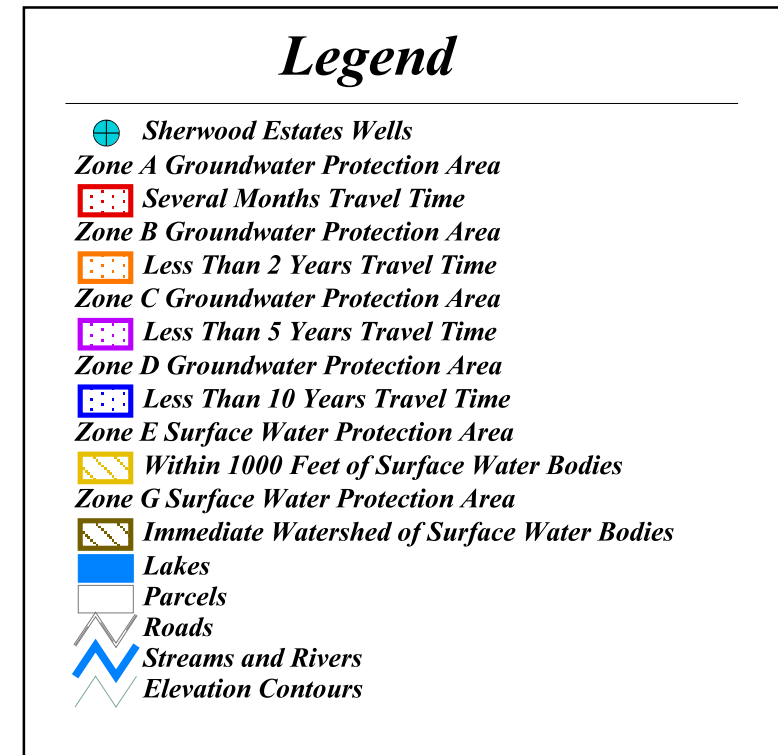 Legend
Sherwood Estates Wells
Zone A Groundwater Protection Area
Several Months Travel Time
Zone B Groundwater Protection Area
Less Than 2 Years Travel Time
Zone C Groundwater Protection Area
Less Than 5 Years Travel Time
Zone D Groundwater Protection Area
Less Than 10 Years Travel Time
Zone E Surface Water Protection Area
Within 1000 Feet of Surface Water Bodies
Zone G Surface Water Protection Area
Immediate Watershed of Surface Water Bodies
Lakes
Parcels
Roads
Streams and Rivers
Elevation Contours